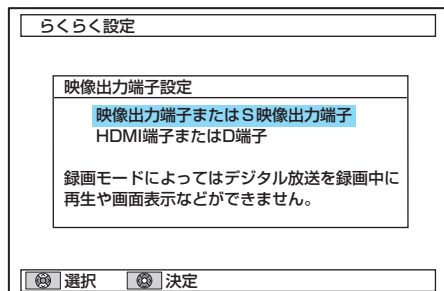 らくらく設定
映像出力端子設定
映像出力端子またはS映像出力端子
HDMI端子またはD端子
録画モードによってはデジタル放送を録画中に
再生や画面表示などができません。
選択 決定